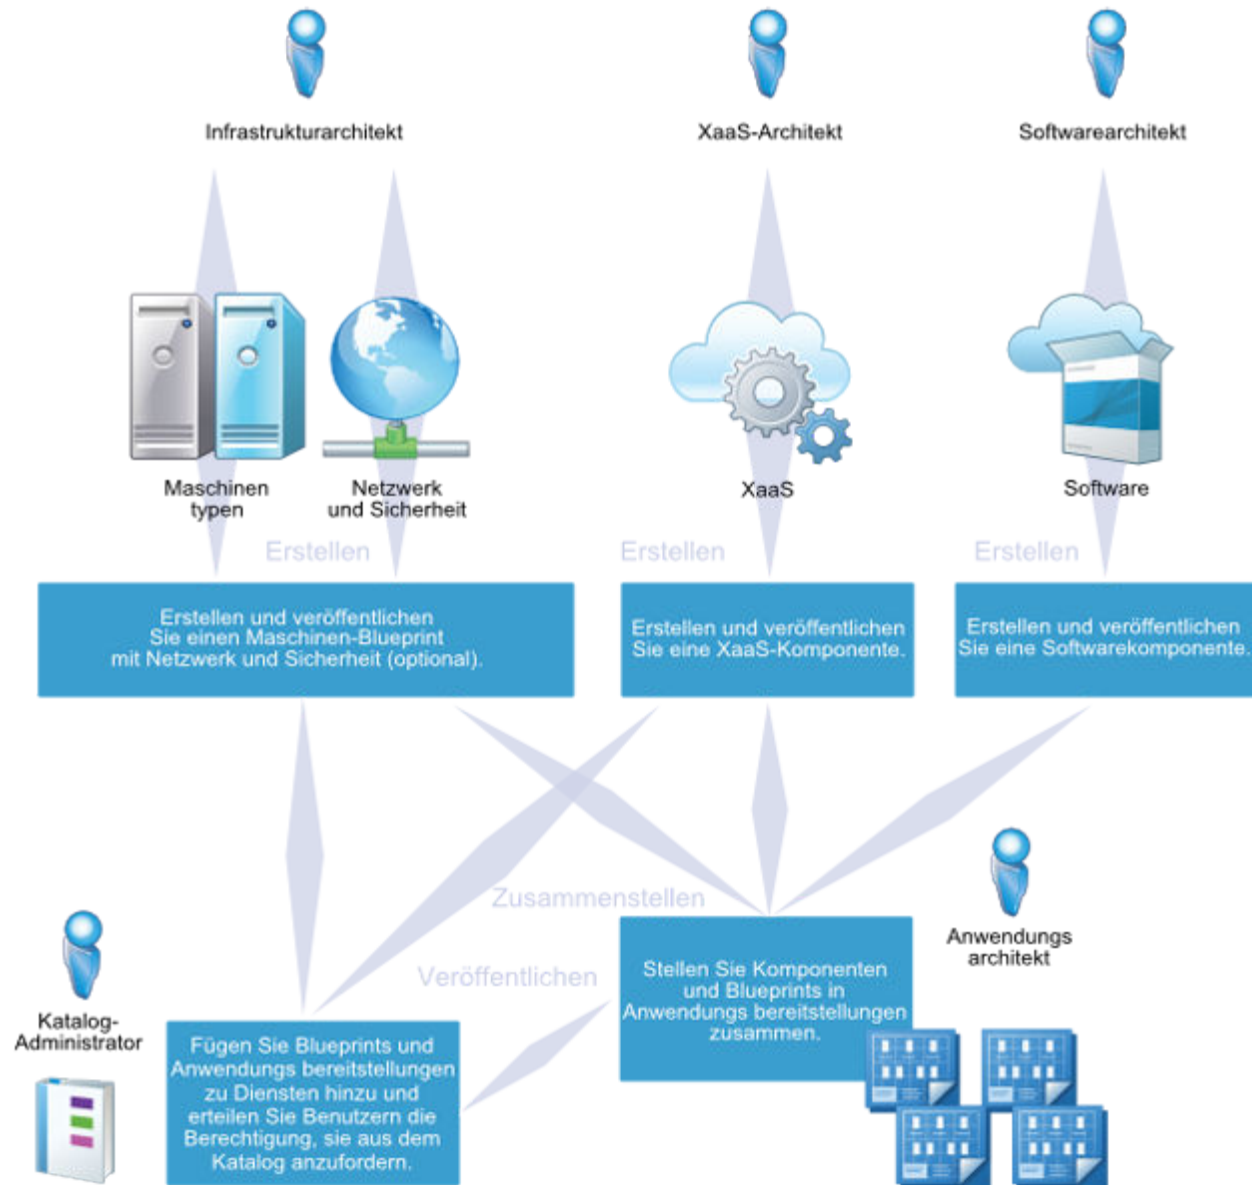 Infrastrukturarchitekt
XaaS-Architekt
Softwarearchitekt
Maschinen
typen
Netzwerk
und Sicherheit
XaaS
Software
Erstellen
Erstellen
Erstellen
Erstellen und veröffentlichen
Sie einen Maschinen-Blueprint
mit Netzwerk und Sicherheit (optional).
Erstellen und veröffentlichen
Sie eine XaaS-Komponente.
Erstellen und veröffentlichen
Sie eine Softwarekomponente.
Zusammenstellen
Veröffentlichen
Anwendungs
architekt
Stellen Sie Komponenten
und Blueprints in
Anwendungs bereitstellungen
zusammen.
Katalog-
Administrator
Fügen Sie Blueprints und
Anwendungs bereitstellungen
zu Diensten hinzu und
erteilen Sie Benutzern die
Berechtigung, sie aus dem
Katalog anzufordern.